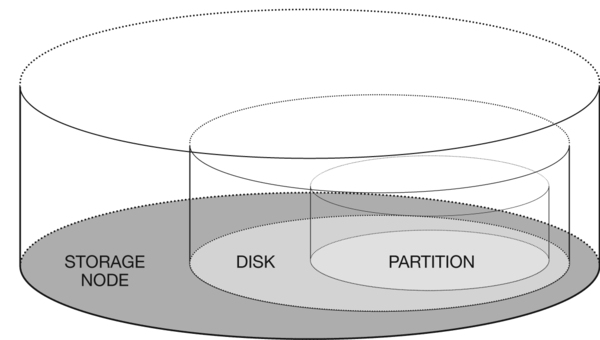 STORAGE
NODE
DISK
PARTITION